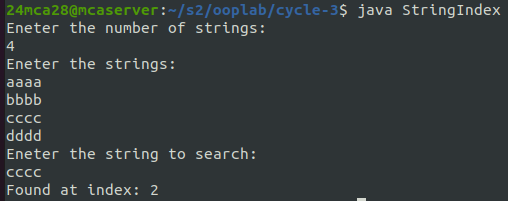 24mca28@mcaserver:~/s2/ooplab/cycle-3$ java StringIndex
Eneter the number of strings:
4
Eneter the strings:
aaaa
bbbb
cccc
dddd
Eneter the string to search:
cccc
Found at index: 2